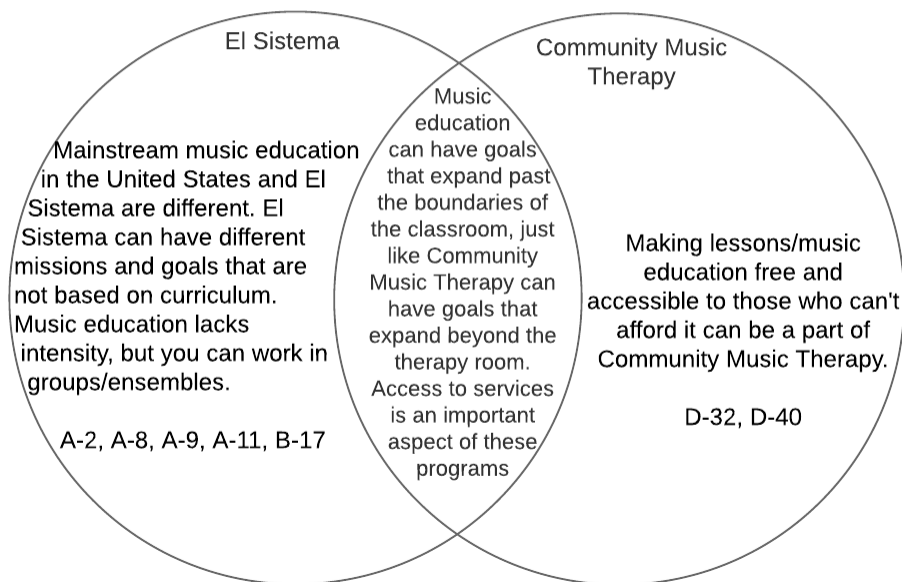 El Sistema
Mainstream music education
in the United States and El
Sistema are different. El
Sistema can have different
missions and goals that are
not based on curriculum.
Music education lacks
intensity, but you can work in
groups/ensembles.
A-2, A-8, A-9, A-11, B-17
Music
education
can have goals
that expand past
the boundaries of
the classroom, just
like Community
Music Therapy can
have goals that
expand beyond the
therapy room.
Access to services
is an important
aspect of these
programs
Community Music
Therapy
Making lessons/music
education free and
accessible to those who can't
afford it can be a part of
Community Music Therapy.
D-32, D-40